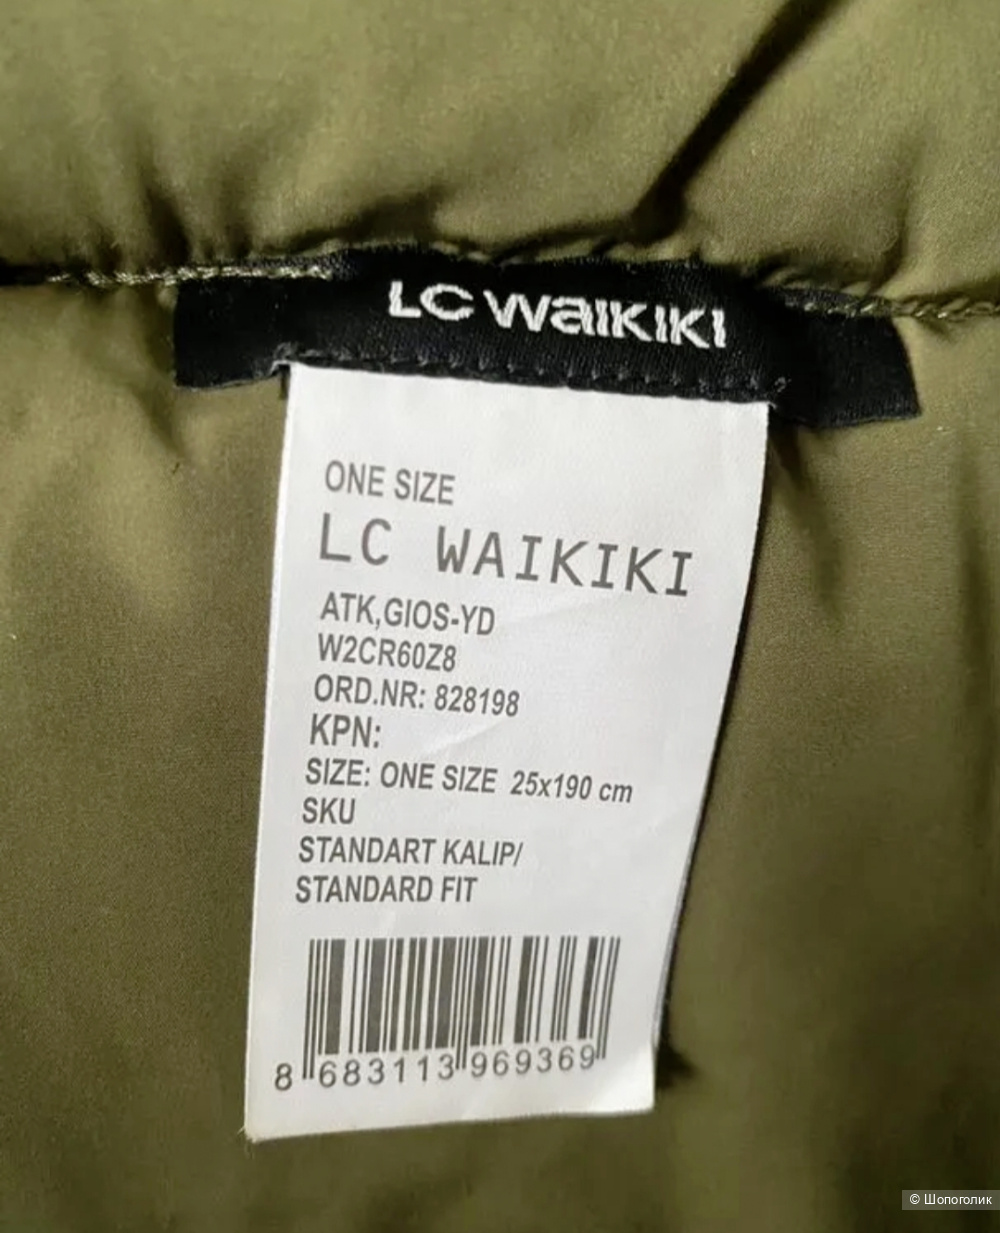 LC WAIKIKI
ONE SIZE
LC WAIKIKI
ATK,GIOS-YD
W2CR60Z8
ORD.NR: 828198
KPN:
SIZE: ONE SIZE 25x190 cm
SKU
STANDART KALIP/
STANDARD FIT
8 683113 969369
© Шопоголик